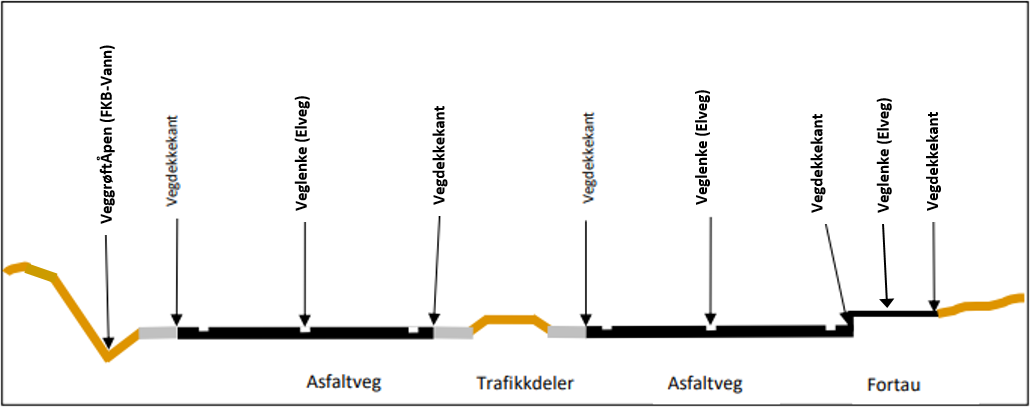 VeggrøftÅpen (FKB-Vann)
Vegdekkekant
Veglenke (Elveg)
Vegdekkekant
Vegdekkekant
Veglenke (Elveg)
Vegdekkekant
Veglenke (Elveg)
Vegdekkekant
Asfaltveg
Trafikkdeler
Asfaltveg
Fortau